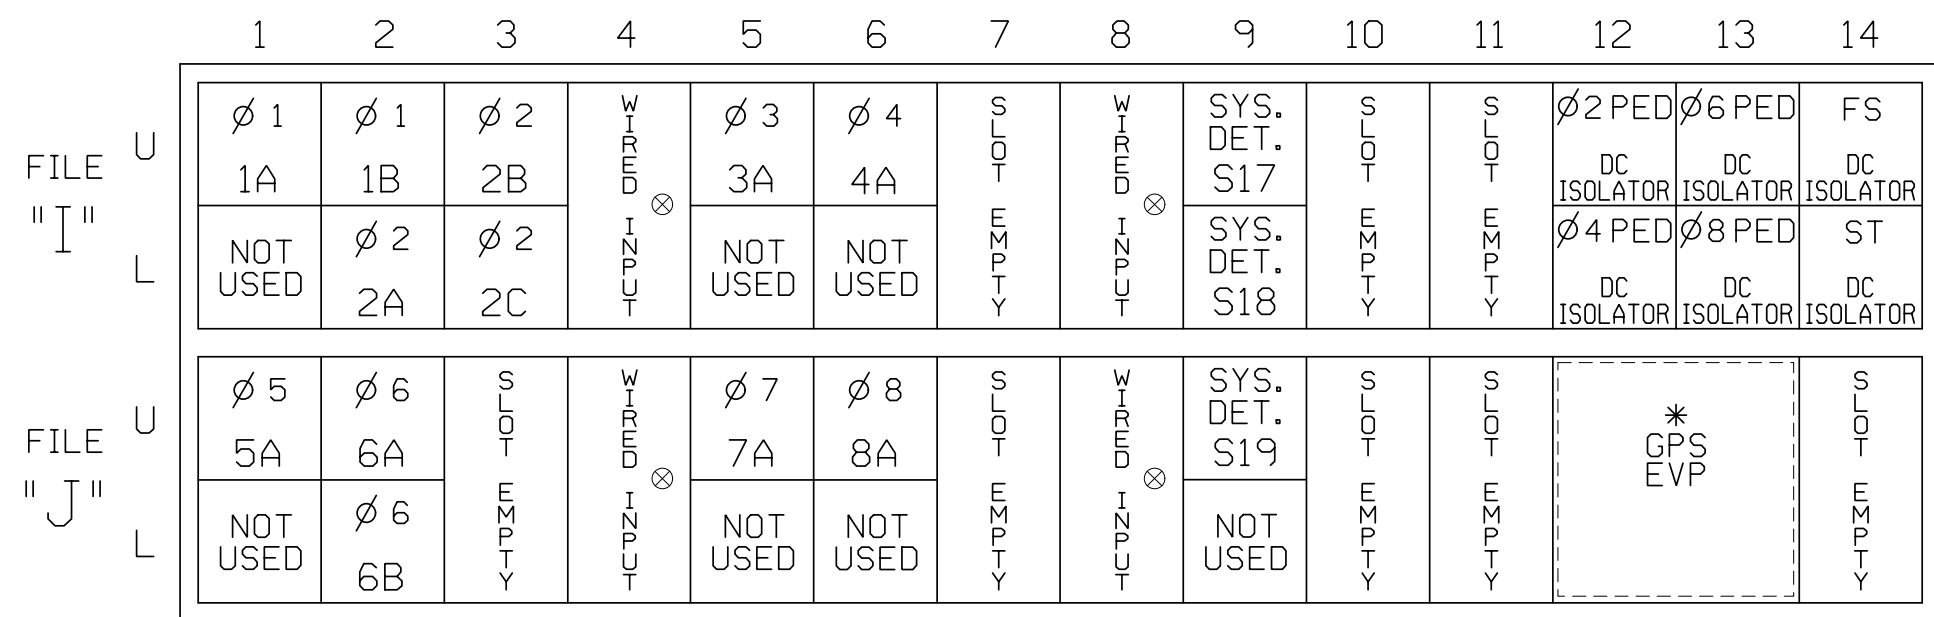 1 2 3 4 5 6 7 8 9 10 11 12 13 14
FILE "I"
U
L
Ø 1
1A
NOT
USED
Ø 1
1B
Ø 2
2A
Ø 2
2B
Ø 2
2C
WIRED INPUT
⊗
Ø 3
3A
NOT
USED
Ø 4
4A
NOT
USED
SLOT EMPTY
WIRED INPUT
⊗
SYS.
DET.
S17
SYS.
DET.
S18
SLOT EMPTY
SLOT EMPTY
Ø2 PED
DC
ISOLATOR
Ø4 PED
DC
ISOLATOR
Ø6 PED
DC
ISOLATOR
Ø8 PED
DC
ISOLATOR
FS
DC
ISOLATOR
ST
DC
ISOLATOR
FILE "J"
U
L
Ø 5
5A
NOT
USED
Ø 6
6A
Ø 6
6B
SLOT EMPTY
WIRED INPUT
⊗
Ø 7
7A
NOT
USED
Ø 8
8A
NOT
USED
SLOT EMPTY
WIRED INPUT
⊗
SYS.
DET.
S19
NOT
USED
SLOT EMPTY
SLOT EMPTY
*
GPS
EVP
SLOT EMPTY